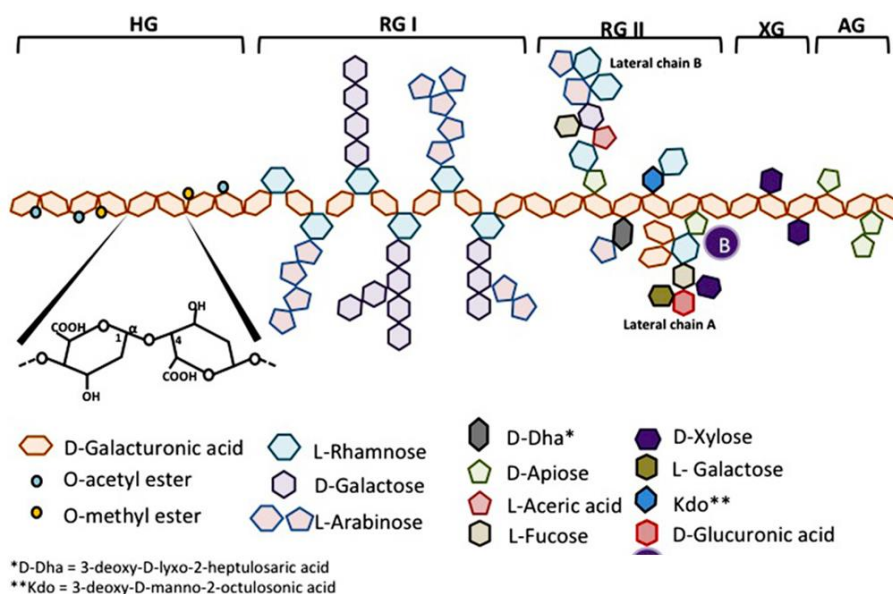 HG RG I RG II XG AG
Lateral chain B
B
Lateral chain A
OH
COOH 1 α O 4 O
O O
COOH O
OH
D-Galacturonic acid
O-acetyl ester
O-methyl ester
L-Rhamnose
D-Galactose
L-Arabinose
D-Dha*
D-Apiose
L-Aceric acid
L-Fucose
D-Xylose
L- Galactose
Kdo**
D-Glucuronic acid
*D-Dha = 3-deoxy-D-lyxo-2-heptulosaric acid
**Kdo = 3-deoxy-D-manno-2-octulosonic acid